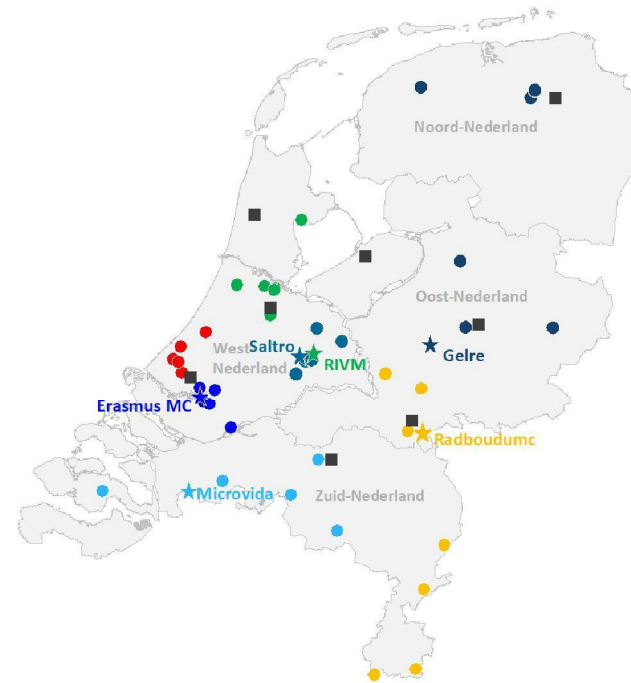 Noord-Nederland
Oost-Nederland
West
Nederland
Saltro
RIVM
Gelre
Erasmus MC
Radboudumc
Microvida
Zuid-Nederland